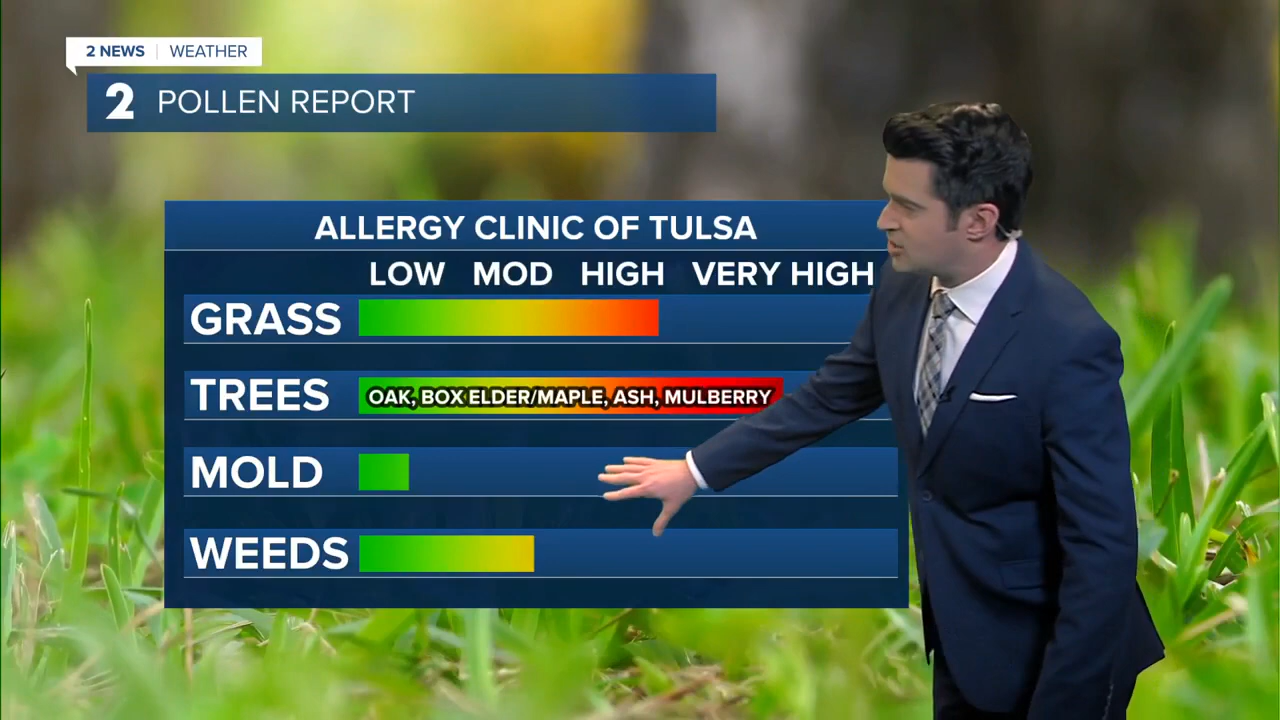 2 NEWS | WEATHER
2 POLLEN REPORT
ALLERGY CLINIC OF TULSA
LOW MOD HIGH VERY HIGH
GRASS
TREES OAK, BOX ELDER/MAPLE, ASH, MULBERRY
MOLD
WEEDS